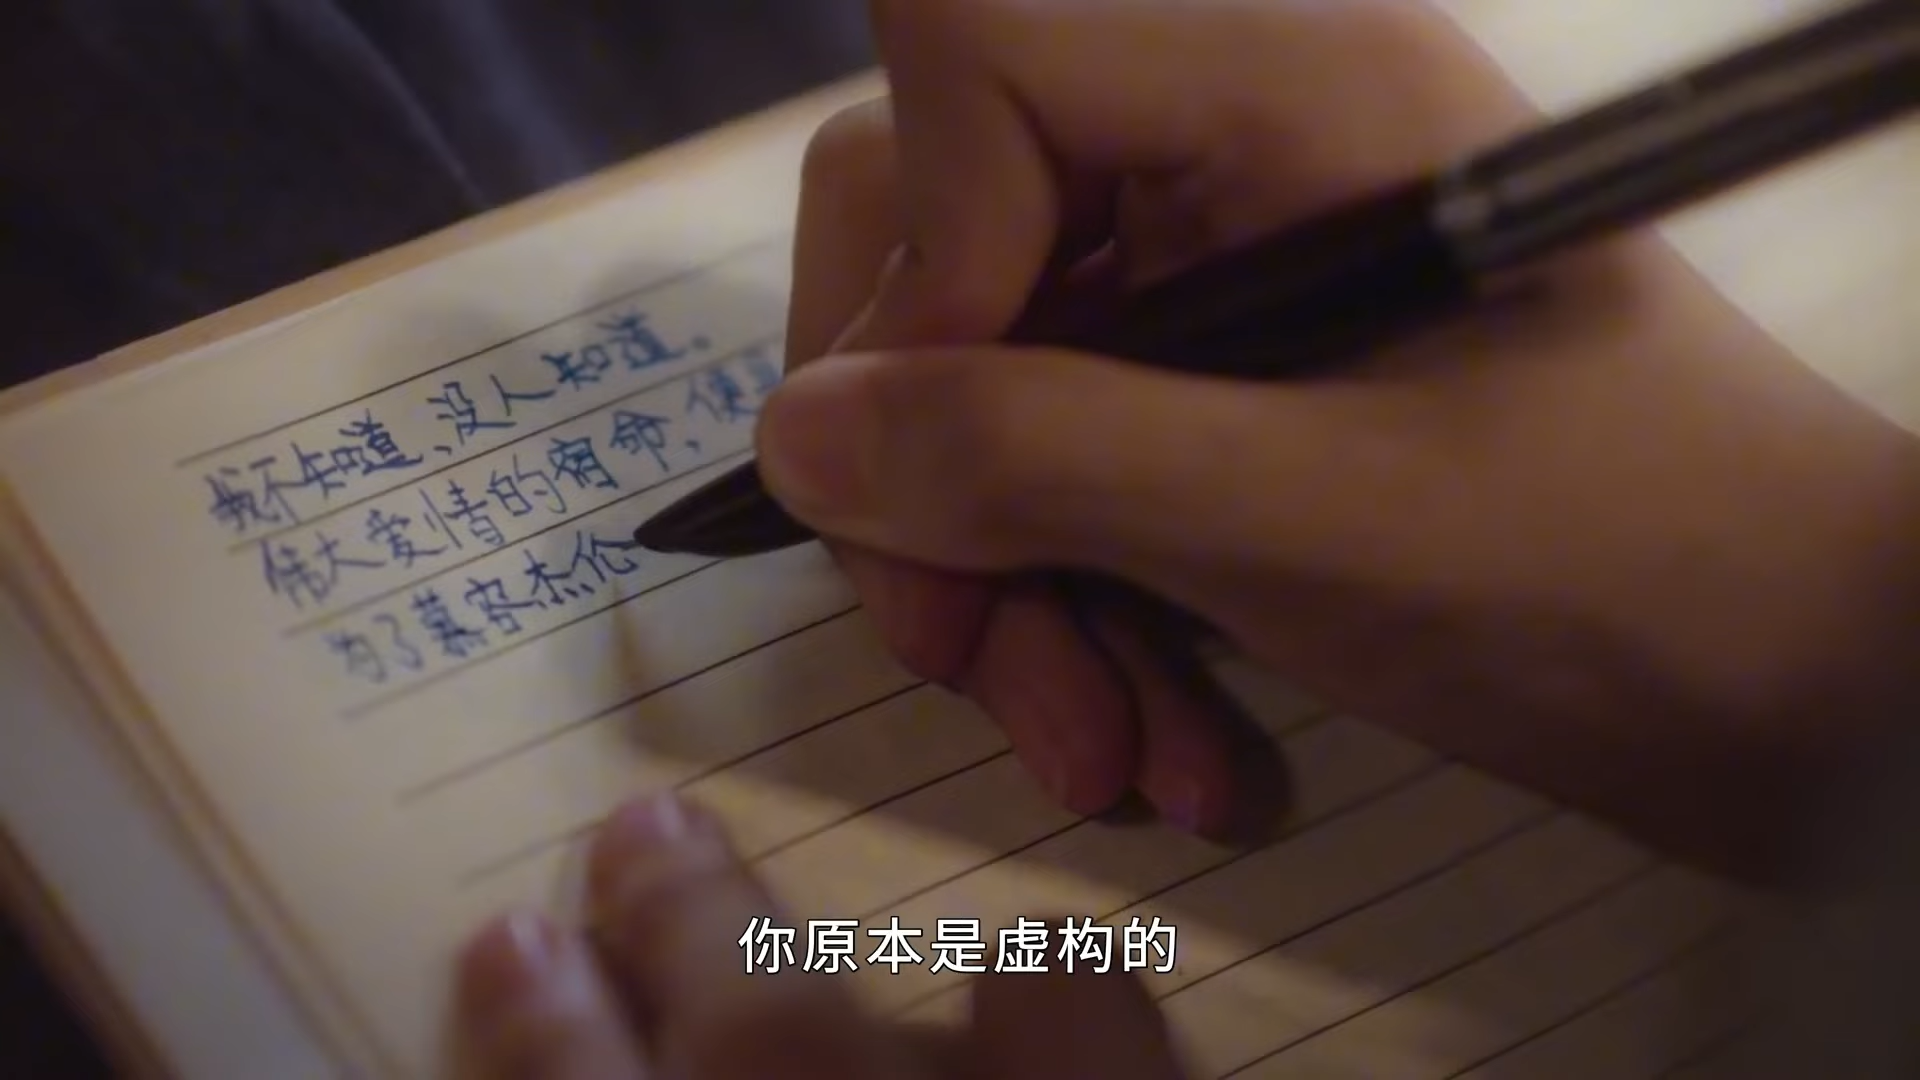 我不知道、没人知道。
伟大爱情的宿命，便
为了慕容杰伦
你原本是虚构的